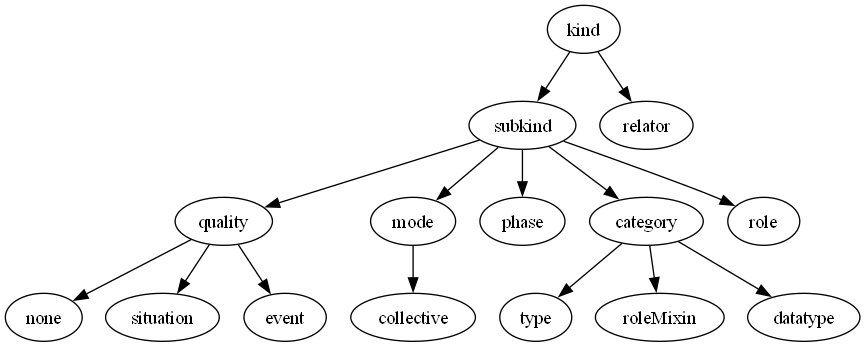 kind
subkind
relator
quality
mode
phase
category
role
none
situation
event
collective
type
roleMixin
datatype